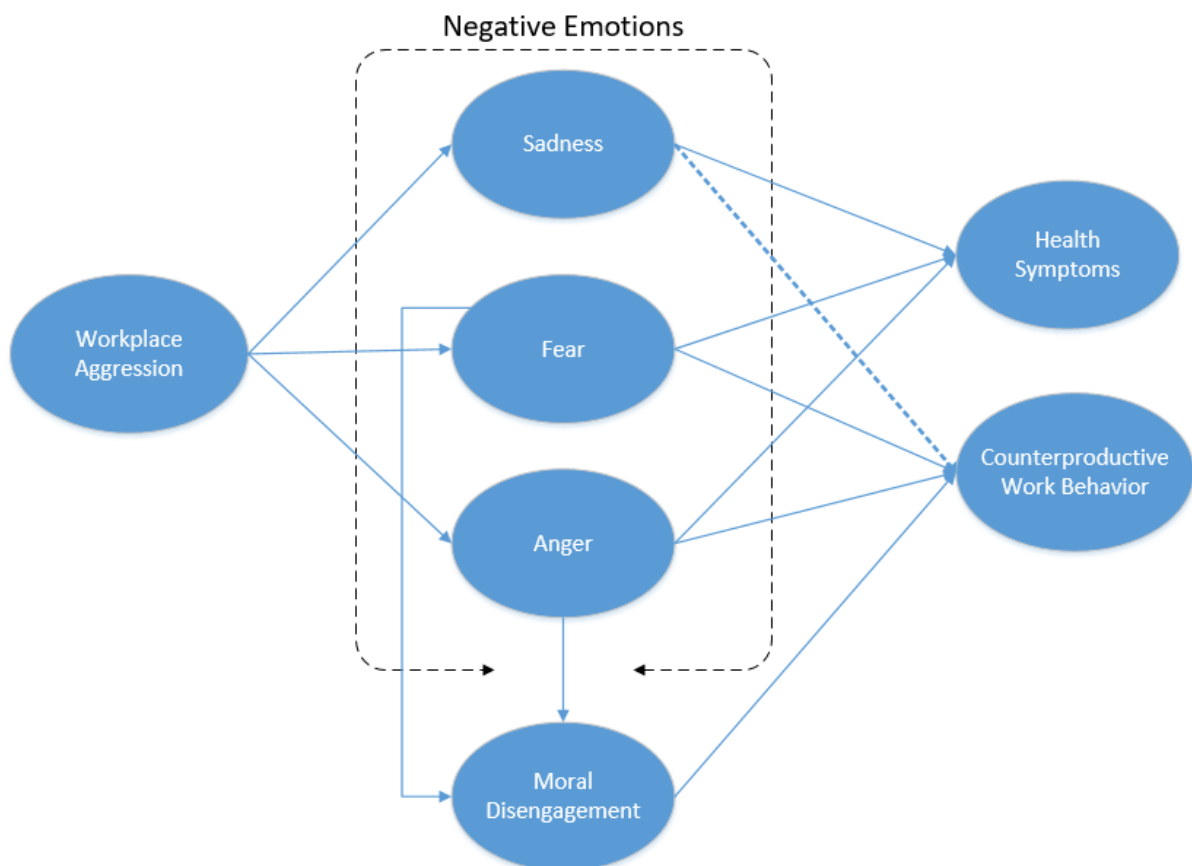 Negative Emotions
Sadness
Health
Symptoms
Workplace
Aggression
Fear
Counterproductive
Work Behavior
Anger
Moral
Disengagement